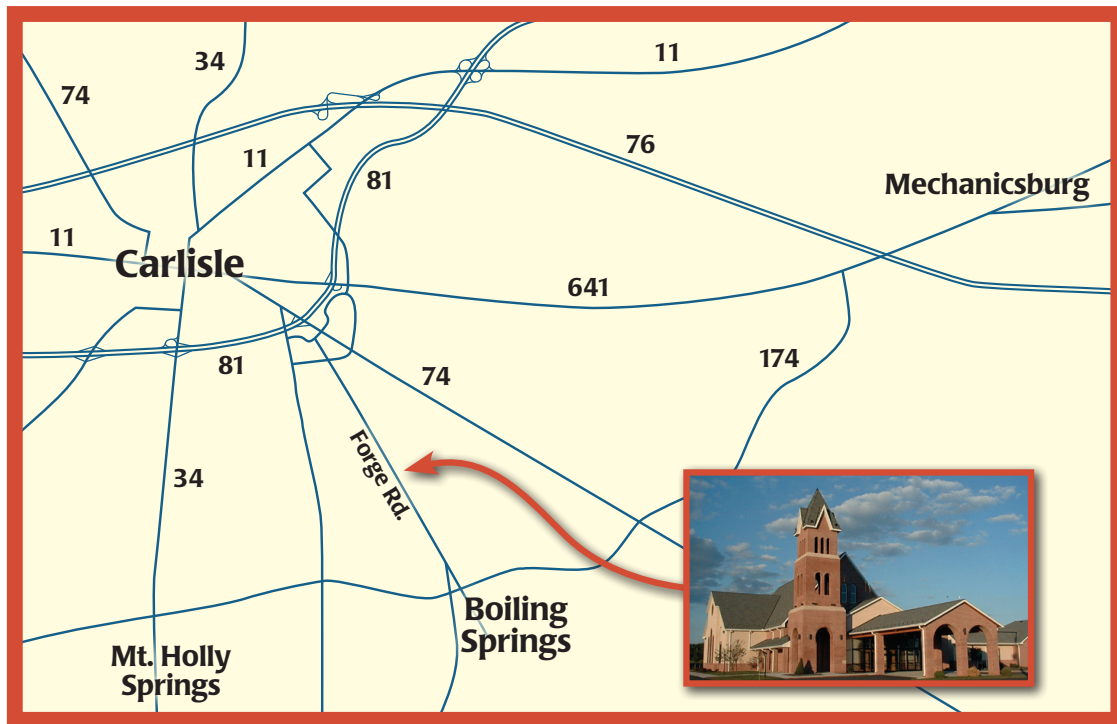 34
11
74
76
11
81
Mechanicsburg
11
Carlisle
641
81
74
174
Forge Rd.
34
Boiling
Springs
Mt. Holly
Springs